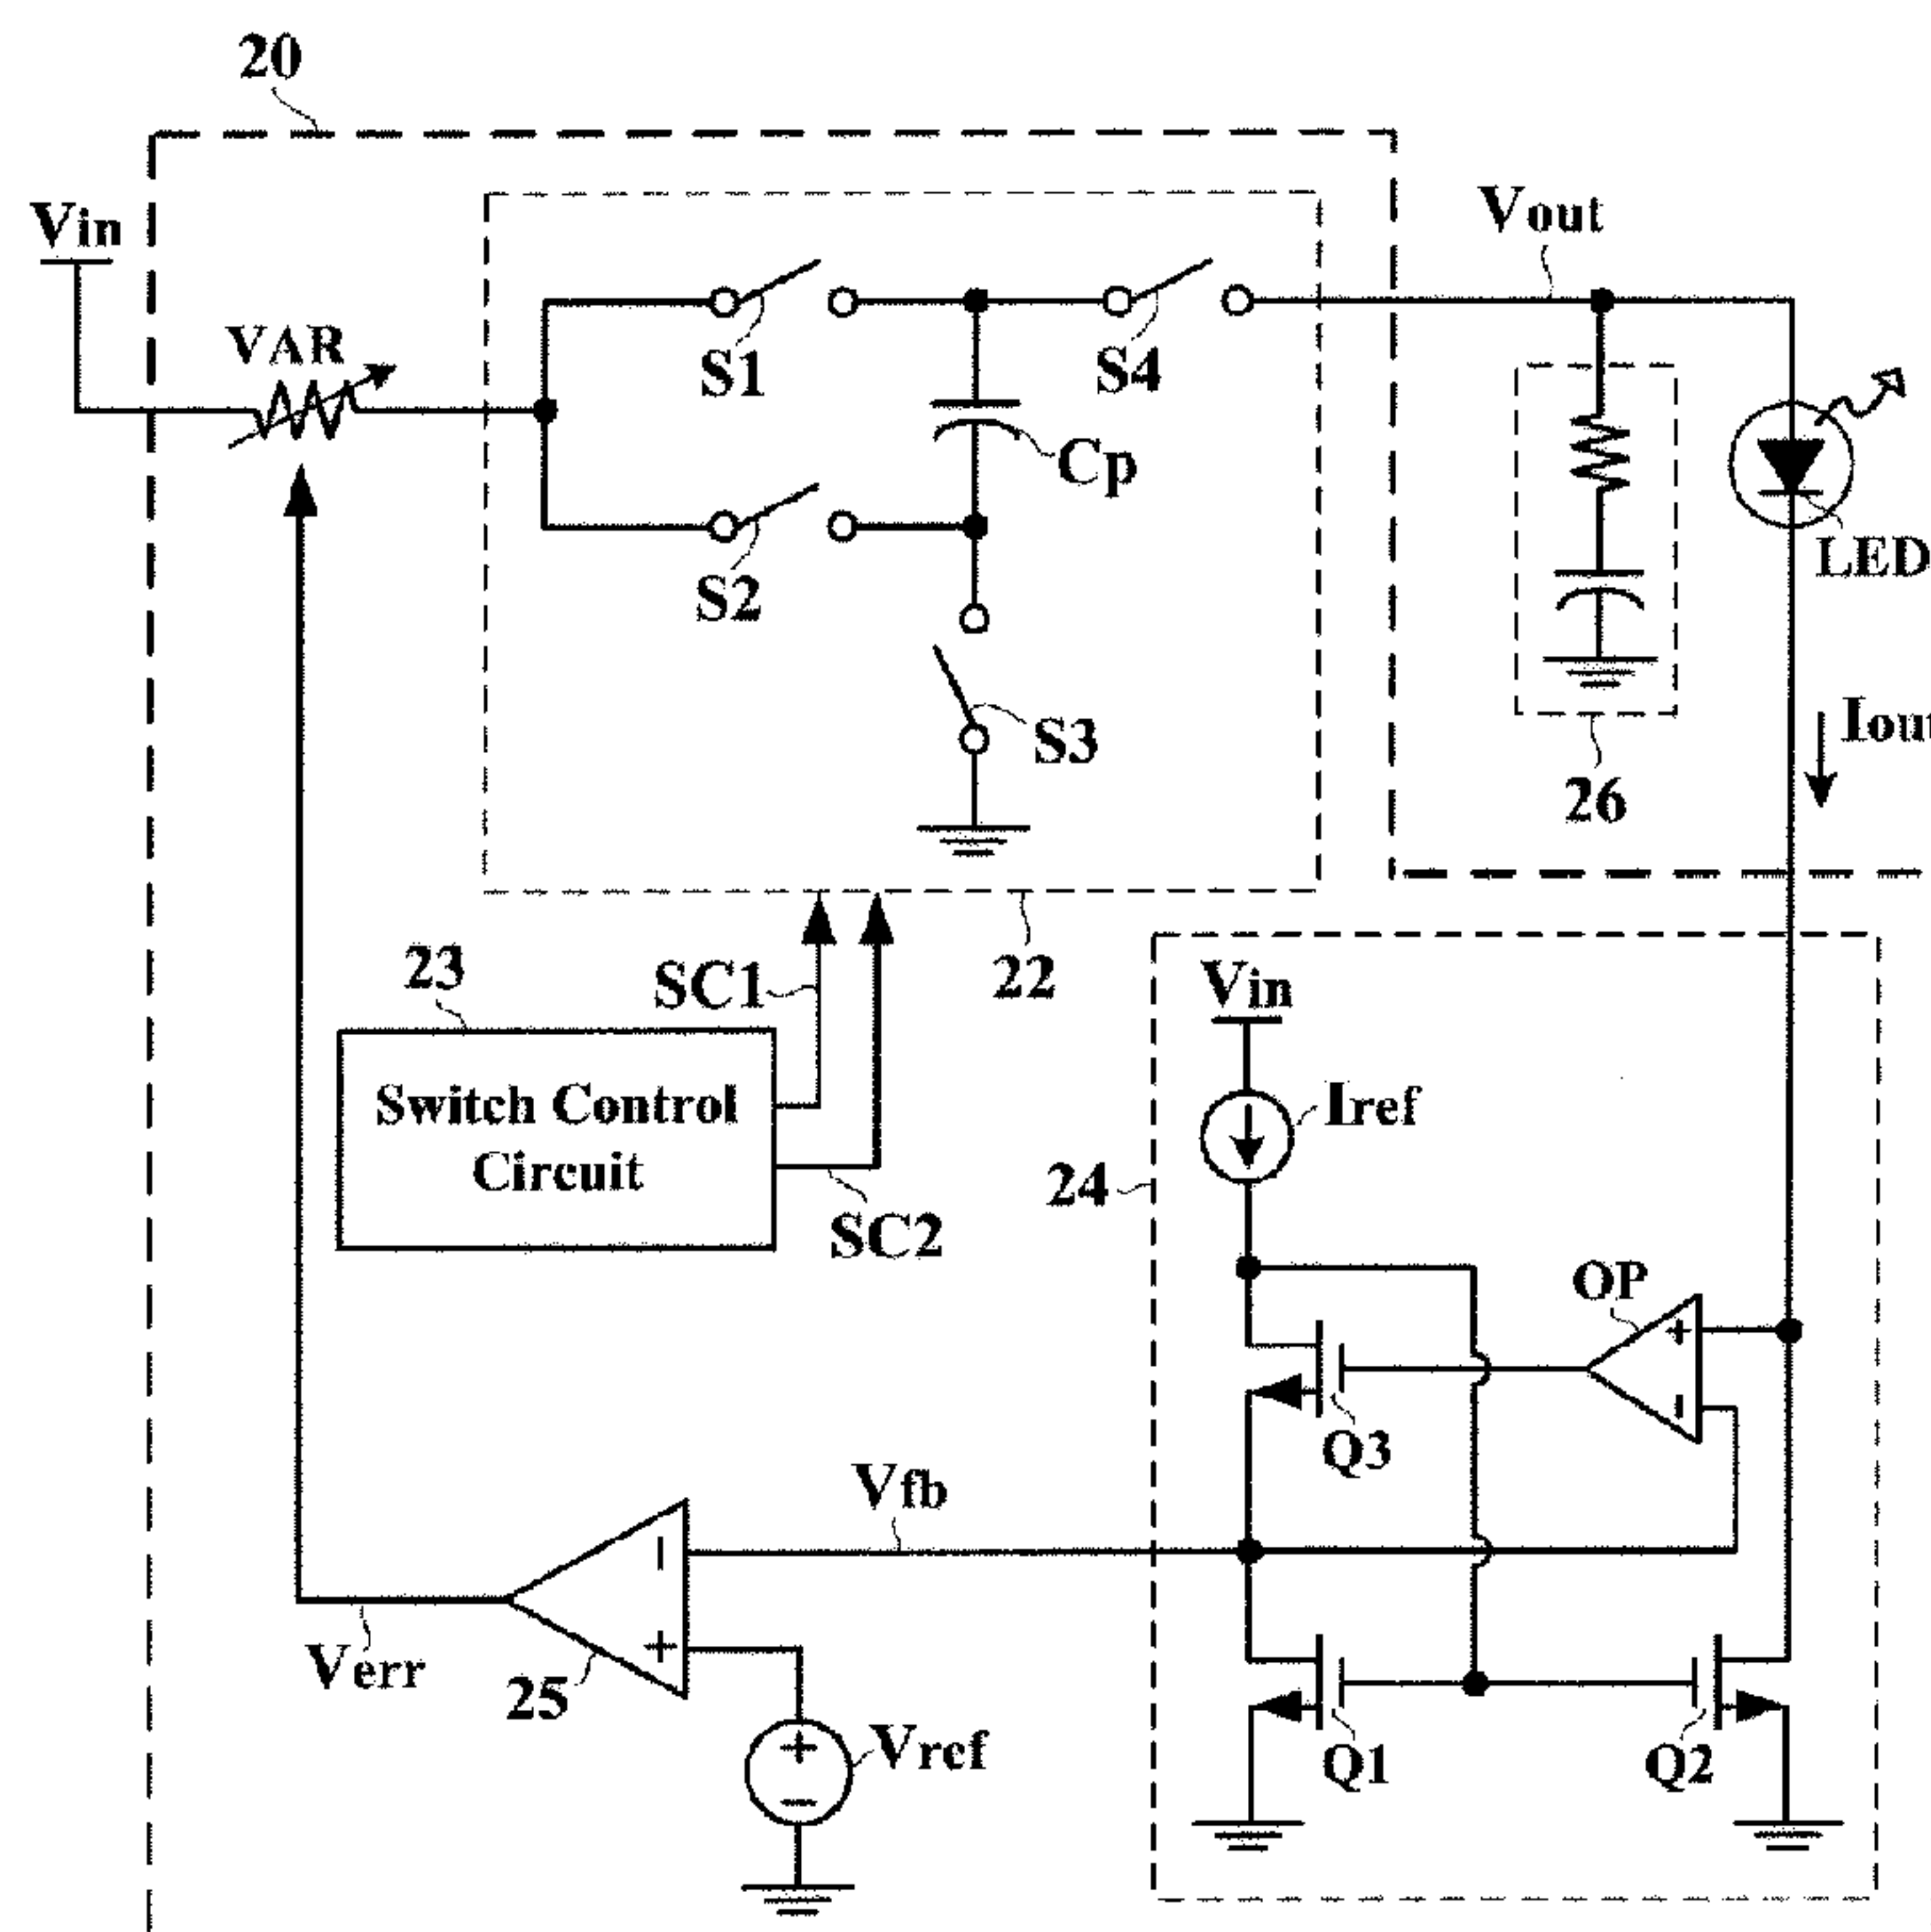 20
Vin
Vout
VAR
S1
S4
Cp
LED
S2
S3
Iout
26
23
SC1
22
Vin
Switch Control
Circuit
Iref
24
SC2
OP
+
−
Q3
Vfb
−
+
Verr
25
Vref
+
−
Q1
Q2